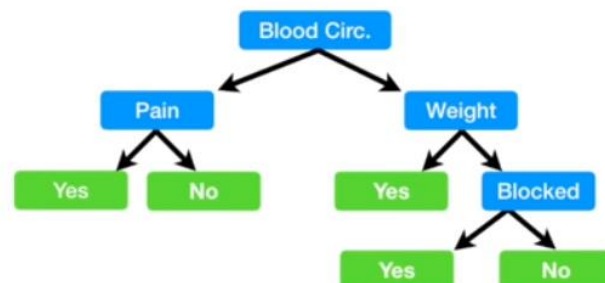 Blood Circ.
Pain Weight
Yes No Yes Blocked
Yes No